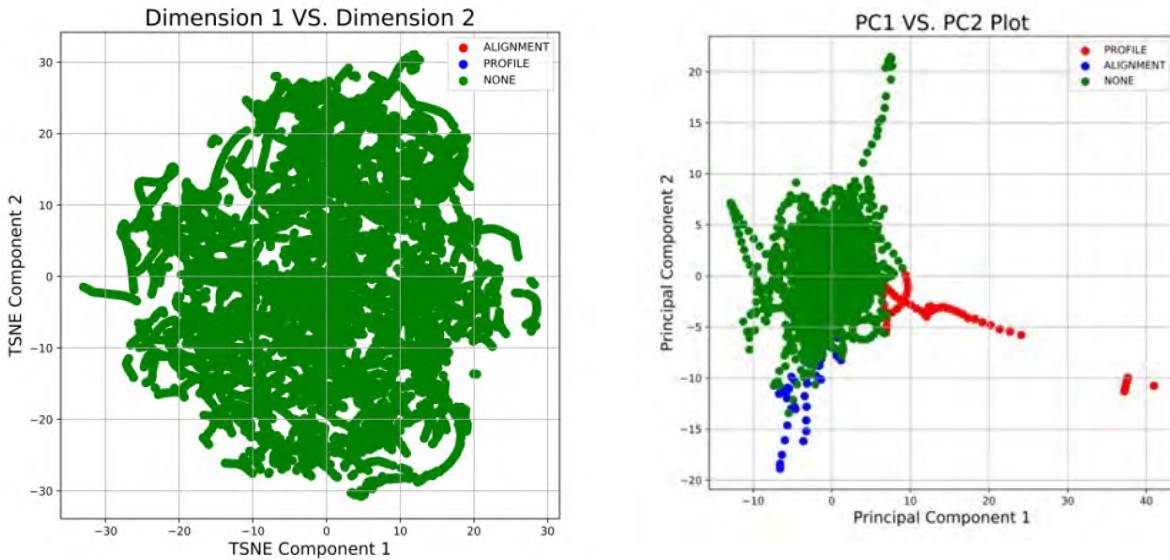 Dimension 1 VS. Dimension 2
ALIGNMENT
PROFILE
NONE
30
20
10
0
−10
−20
−30
TSNE Component 2
−30 −20 −10 0 10 20 30
TSNE Component 1
PC1 VS. PC2 Plot
PROFILE
ALIGNMENT
NONE
20
15
10
5
0
−5
−10
−15
−20
Principal Component 2
−10 0 10 20 30 40
Principal Component 1